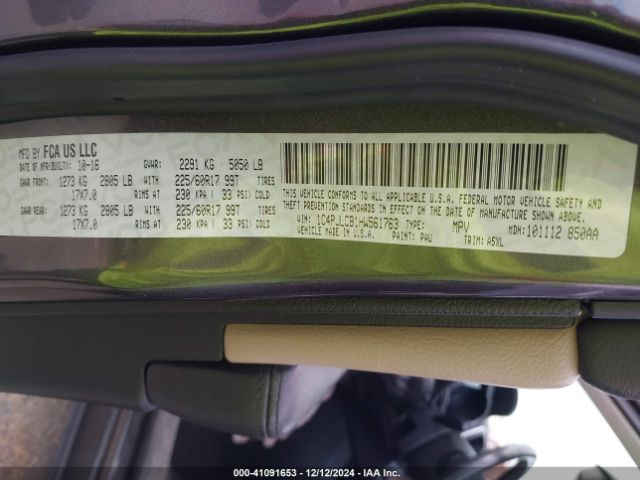 MFD BY FCA US LLC
DATE OF MFR(BUILT): 10-16 GVWR: 2291 KG 5050 LB
GAWR FRONT: 1273 KG 2805 LB WITH 225/60R17 99T TIRES
17X7.0 RIMS AT 230 KPA ( 33 PSI) COLD
GAWR REAR: 1273 KG 2805 LB WITH 225/60R17 99T TIRES
17X7.0 RIMS AT 230 KPA ( 33 PSI) COLD
THIS VEHICLE CONFORMS TO ALL APPLICABLE U.S.A. FEDERAL MOTOR VEHICLE SAFETY,
BUMPER, AND THEFT PREVENTION STANDARDS IN EFFECT ON THE DATE OF MANUFACTURE SHOWN ABOVE.
VIN: TYPE: MPV MDH: 101112 850AA
VEHICLE MADE IN U.S.A. PAINT: PAU TRIM: A5XL
000-41091653 - 12/12/2024 - IAA Inc.